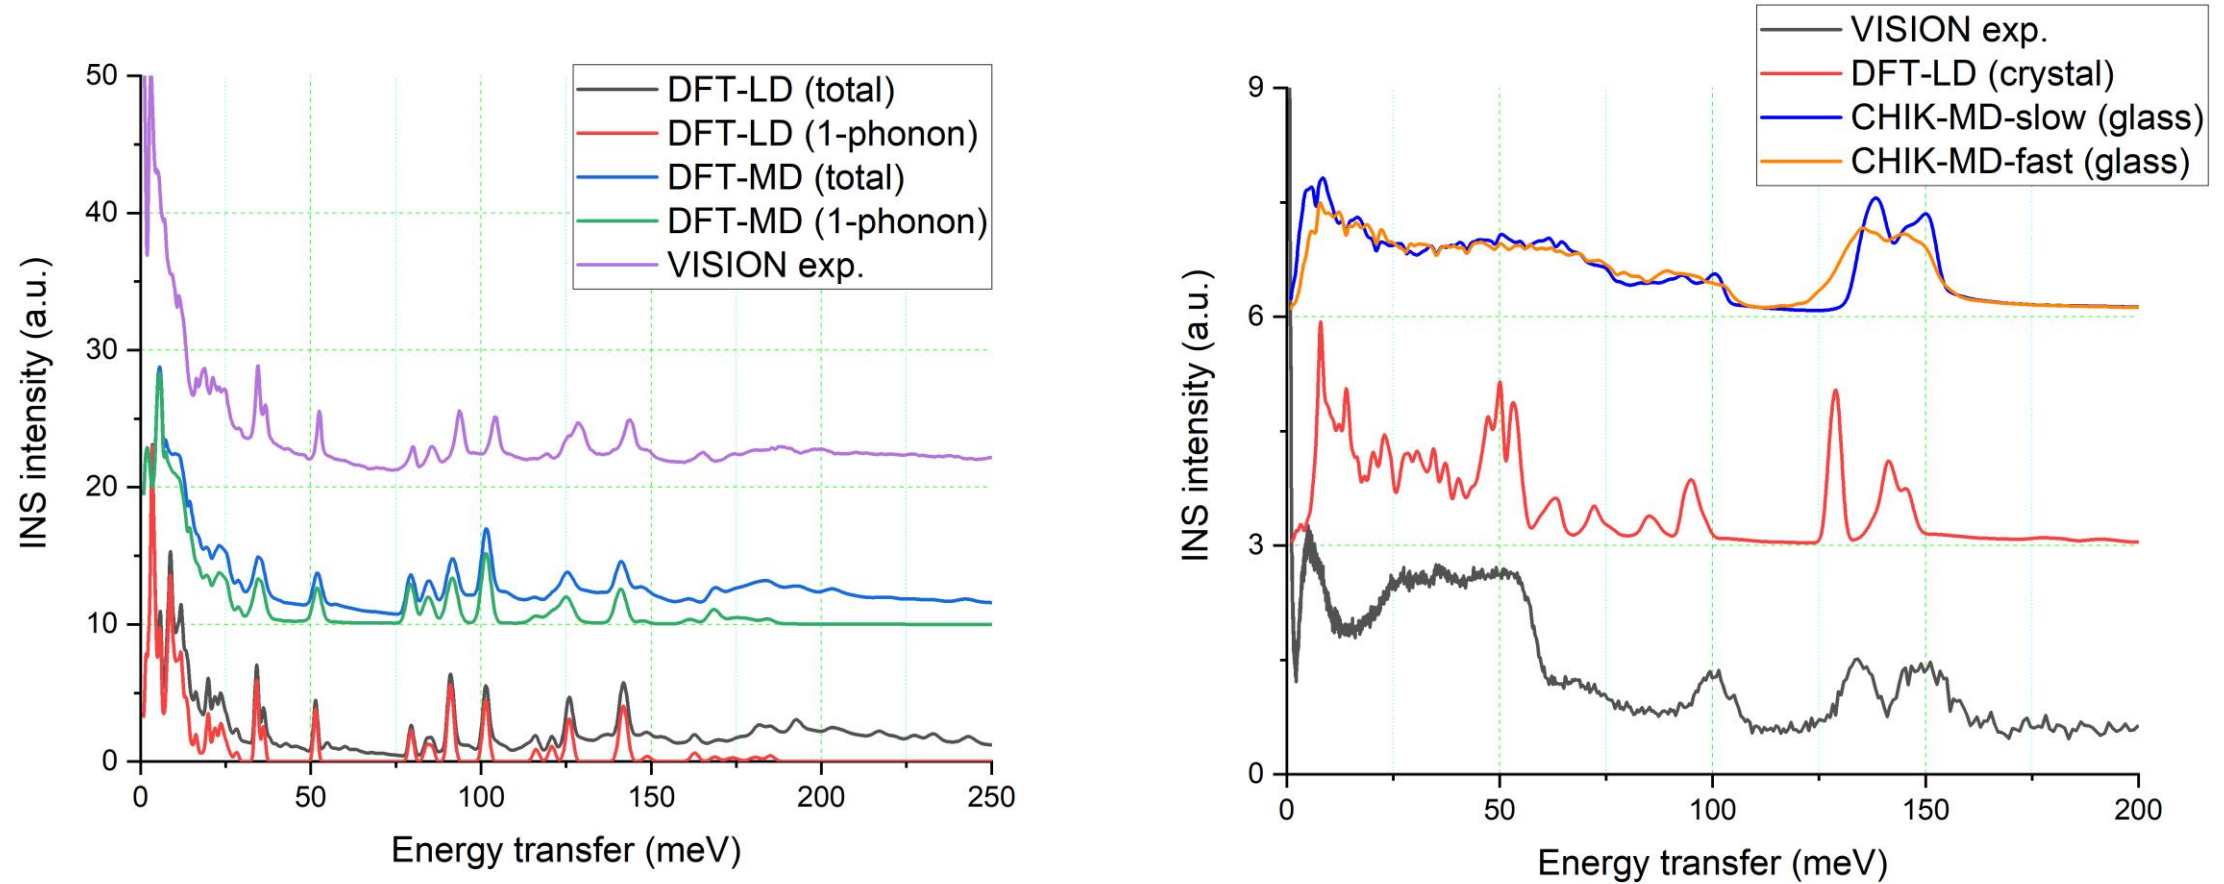 INS intensity (a.u.)
50
40
30
20
10
0
DFT-LD (total)
DFT-LD (1-phonon)
DFT-MD (total)
DFT-MD (1-phonon)
VISION exp.
0 50 100 150 200 250
Energy transfer (meV)
INS intensity (a.u.)
9
6
3
0
VISION exp.
DFT-LD (crystal)
CHIK-MD-slow (glass)
CHIK-MD-fast (glass)
0 50 100 150 200
Energy transfer (meV)